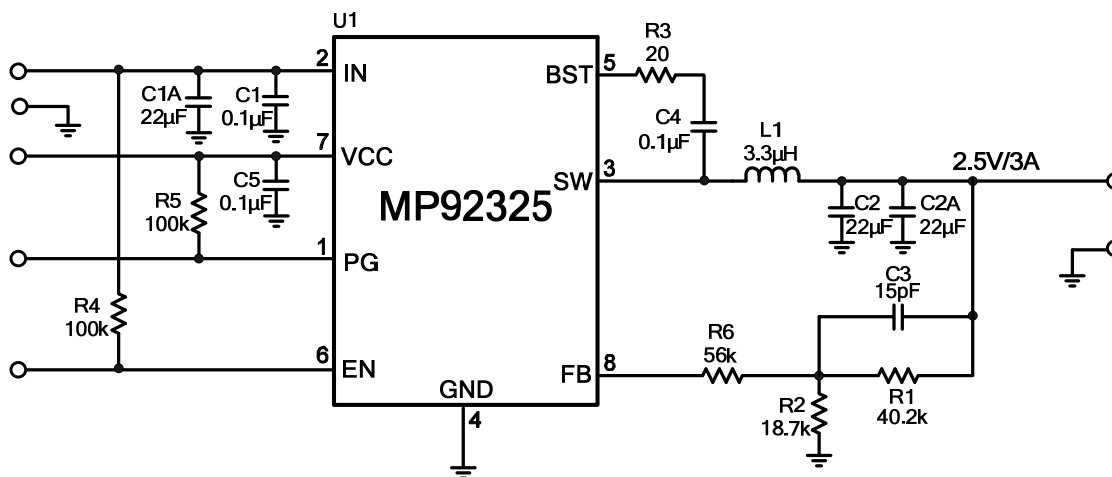 U1
2
IN
C1A
22µF
C1
0.1µF
7
VCC
R5
100k
C5
0.1µF
1
PG
R4
100k
6
EN
MP92325
GND
4
5
BST
R3
20
C4
0.1µF
3
SW
L1
3.3µH
2.5V/3A
C2
22µF
C2A
22µF
C3
15pF
8
FB
R6
56k
R2
18.7k
R1
40.2k